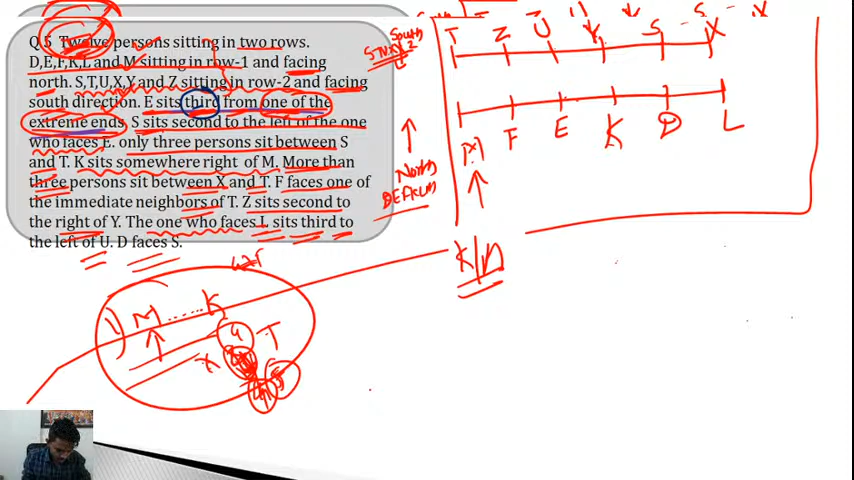 Q.5 Twelve persons sitting in two rows.
D,E,F,K,L and M sitting in row-1 and facing
north. S,T,U,X,Y and Z sitting in row-2 and facing
south direction. E sits third from one of the
extreme ends. S sits second to the left of the one
who faces E. only three persons sit between S
and T. K sits somewhere right of M. More than
three persons sit between X and T. F faces one of
the immediate neighbors of T. Z sits second to
the right of Y. The one who faces L sits third to
the left of U. D faces S.
South
T Z U Y S X
M F E K D L
North
DEFKLM
K/M
1) M ...... K
4 T
X